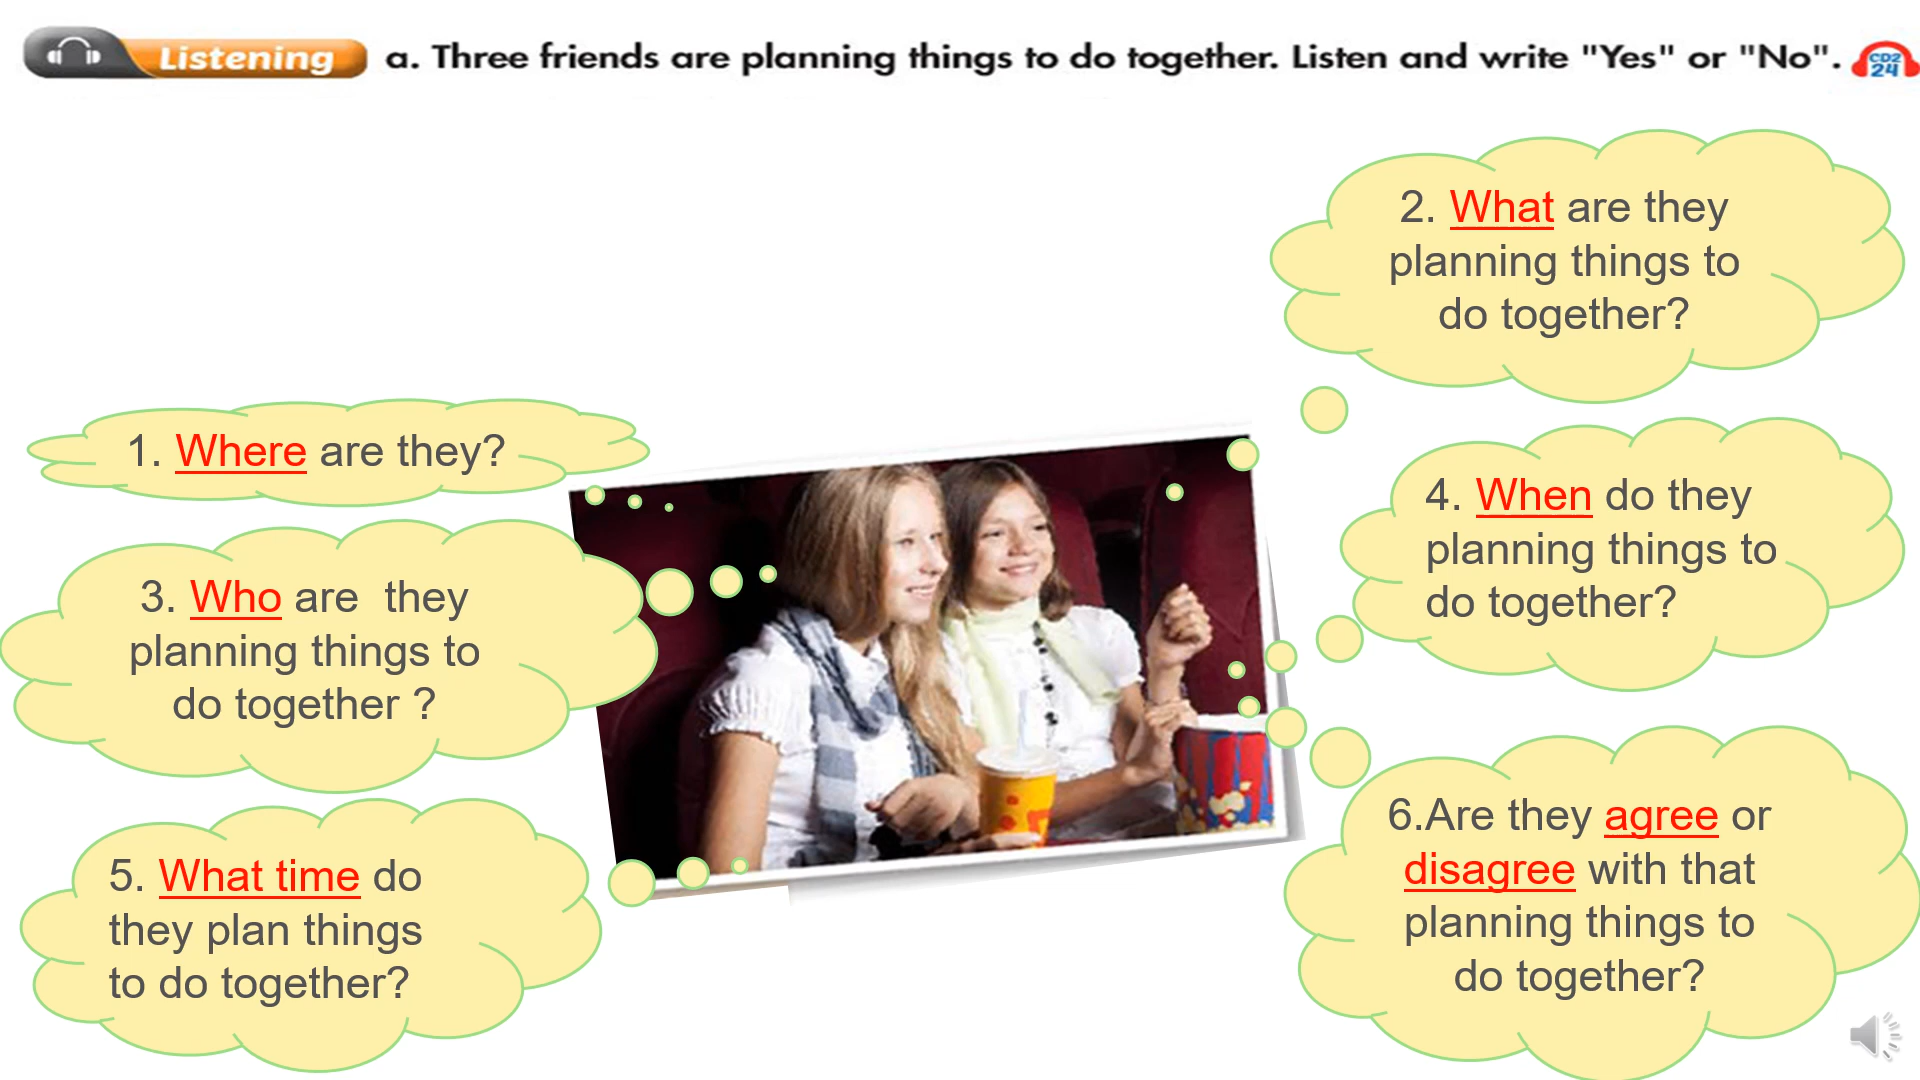 Listening a. Three friends are planning things to do together. Listen and write "Yes" or "No". CD2 24
1. Where are they?
2. What are they
planning things to
do together?
3. Who are they
planning things to
do together ?
4. When do they
planning things to
do together?
5. What time do
they plan things
to do together?
6.Are they agree or
disagree with that
planning things to
do together?